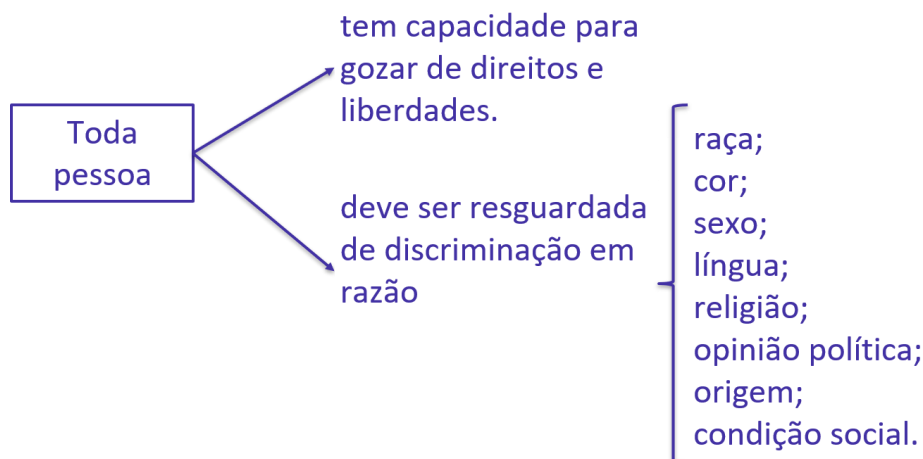 Toda
pessoa
tem capacidade para
gozar de direitos e
liberdades.
deve ser resguardada
de discriminação em
razão
raça;
cor;
sexo;
língua;
religião;
opinião política;
origem;
condição social.